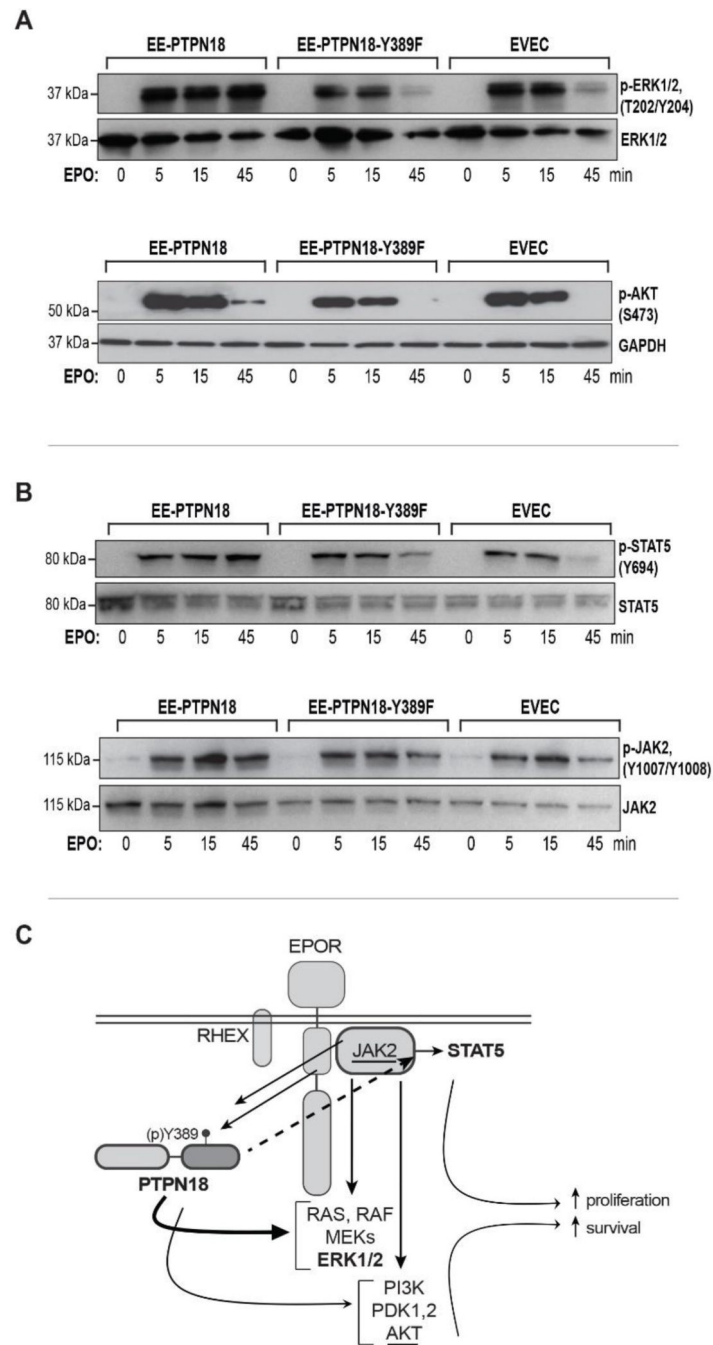 A
EE-PTPN18 EE-PTPN18-Y389F EVEC
37 kDa p-ERK1/2,
(T202/Y204)
37 kDa ERK1/2
EPO: 0 5 15 45 0 5 15 45 0 5 15 45 min
EE-PTPN18 EE-PTPN18-Y389F EVEC
50 kDa p-AKT
(S473)
37 kDa GAPDH
EPO: 0 5 15 45 0 5 15 45 0 5 15 45 min
B
EE-PTPN18 EE-PTPN18-Y389F EVEC
80 kDa p-STAT5
(Y694)
80 kDa STAT5
EPO: 0 5 15 45 0 5 15 45 0 5 15 45 min
EE-PTPN18 EE-PTPN18-Y389F EVEC
115 kDa p-JAK2,
(Y1007/Y1008)
115 kDa JAK2
EPO: 0 5 15 45 0 5 15 45 0 5 15 45 min
C
EPOR
RHEX
JAK2 STAT5
(p)Y389
PTPN18
RAS, RAF
MEKs
ERK1/2
proliferation
survival
PI3K
PDK1,2
AKT